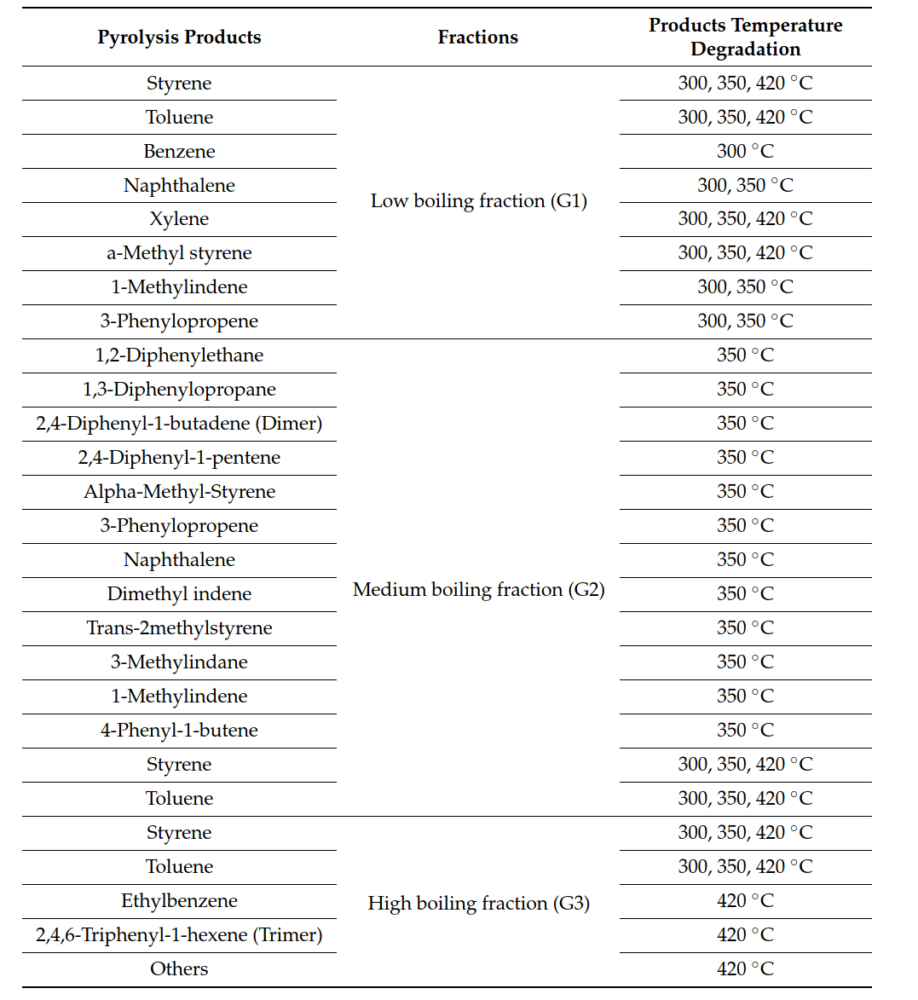 Pyrolysis Products Fractions Products Temperature Degradation
Styrene 300, 350, 420 °C
Toluene 300, 350, 420 °C
Benzene 300 °C
Naphthalene 300, 350 °C
Low boiling fraction (G1)
Xylene 300, 350, 420 °C
a-Methyl styrene 300, 350, 420 °C
1-Methylindene 300, 350 °C
3-Phenylopropene 300, 350 °C
1,2-Diphenylethane 350 °C
1,3-Diphenylopropane 350 °C
2,4-Diphenyl-1-butadene (Dimer) 350 °C
2,4-Diphenyl-1-pentene 350 °C
Alpha-Methyl-Styrene 350 °C
3-Phenylopropene 350 °C
Naphthalene 350 °C
Medium boiling fraction (G2)
Dimethyl indene 350 °C
Trans-2methylstyrene 350 °C
3-Methylindane 350 °C
1-Methylindene 350 °C
4-Phenyl-1-butene 350 °C
Styrene 300, 350, 420 °C
Toluene 300, 350, 420 °C
Styrene 300, 350, 420 °C
Toluene 300, 350, 420 °C
Ethylbenzene 420 °C
High boiling fraction (G3)
2,4,6-Triphenyl-1-hexene (Trimer) 420 °C
Others 420 °C